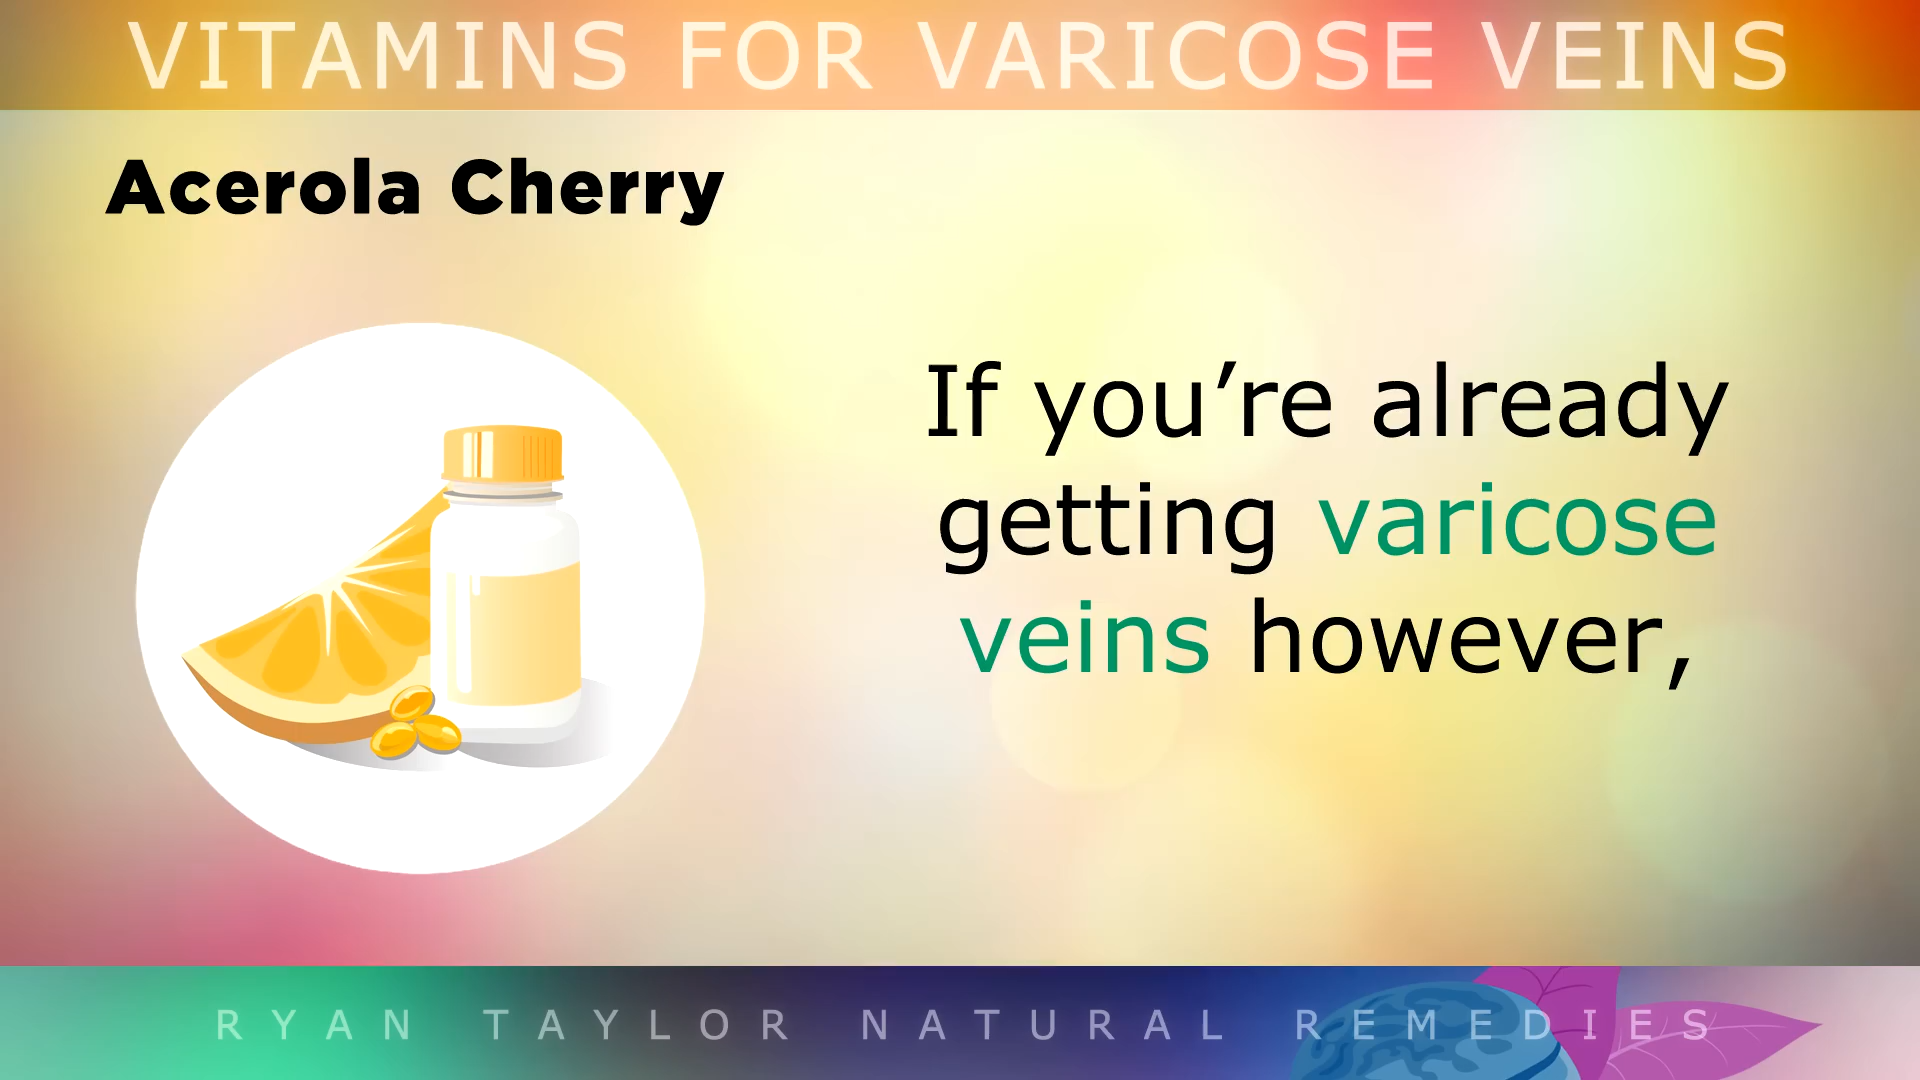 VITAMINS FOR VARICOSE VEINS
Acerola Cherry
If you’re already
getting varicose
veins however,
RYAN TAYLOR NATURAL REMEDIES